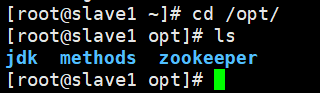 [root@slave1 ~]# cd /opt/
[root@slave1 opt]# ls
jdk  methods  zookeeper
[root@slave1 opt]#